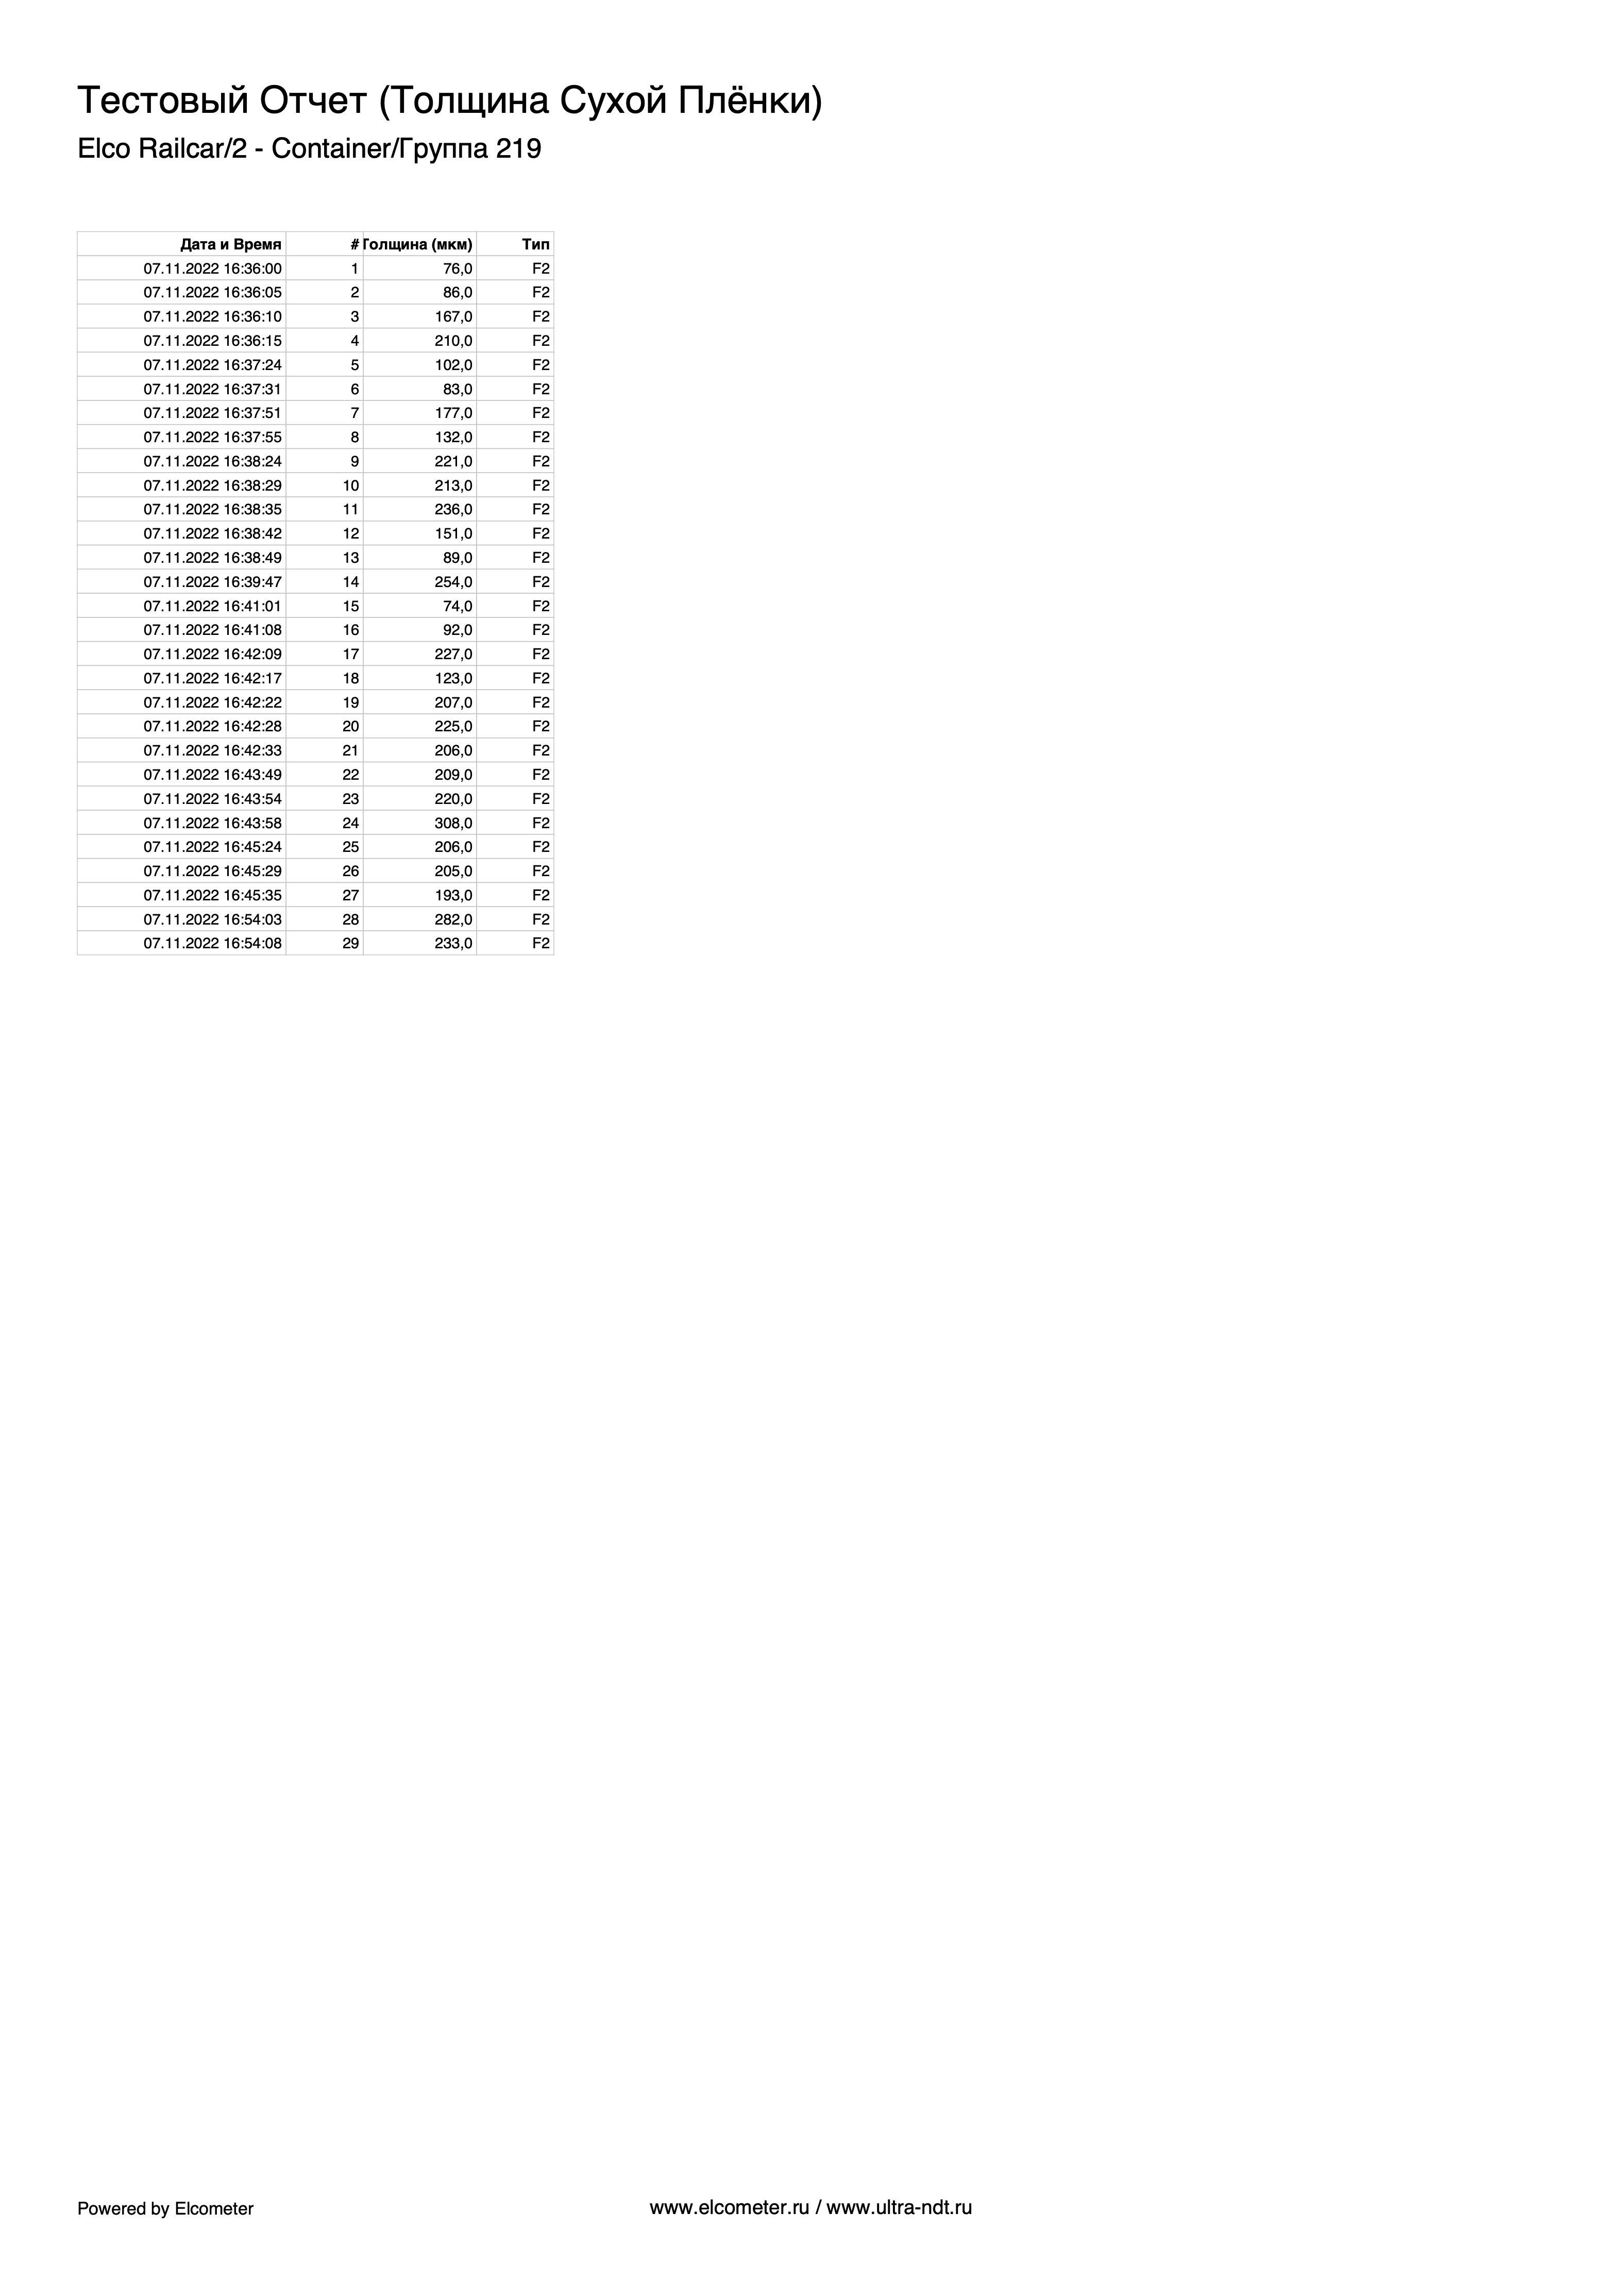 Тестовый Отчет (Толщина Сухой Плёнки)
Elco Railcar/2 - Container/Группа 219
Дата и Время # Толщина (мкм) Тип
07.11.2022 16:36:00 1 76,0 F2
07.11.2022 16:36:05 2 86,0 F2
07.11.2022 16:36:10 3 167,0 F2
07.11.2022 16:36:15 4 210,0 F2
07.11.2022 16:37:24 5 102,0 F2
07.11.2022 16:37:31 6 83,0 F2
07.11.2022 16:37:51 7 177,0 F2
07.11.2022 16:37:55 8 132,0 F2
07.11.2022 16:38:24 9 221,0 F2
07.11.2022 16:38:29 10 213,0 F2
07.11.2022 16:38:35 11 236,0 F2
07.11.2022 16:38:42 12 151,0 F2
07.11.2022 16:38:49 13 89,0 F2
07.11.2022 16:39:47 14 254,0 F2
07.11.2022 16:41:01 15 74,0 F2
07.11.2022 16:41:08 16 92,0 F2
07.11.2022 16:42:09 17 227,0 F2
07.11.2022 16:42:17 18 123,0 F2
07.11.2022 16:42:22 19 207,0 F2
07.11.2022 16:42:28 20 225,0 F2
07.11.2022 16:42:33 21 206,0 F2
07.11.2022 16:43:49 22 209,0 F2
07.11.2022 16:43:54 23 220,0 F2
07.11.2022 16:43:58 24 308,0 F2
07.11.2022 16:45:24 25 206,0 F2
07.11.2022 16:45:29 26 205,0 F2
07.11.2022 16:45:35 27 193,0 F2
07.11.2022 16:54:03 28 282,0 F2
07.11.2022 16:54:08 29 233,0 F2
Powered by Elcometer www.elcometer.ru / www.ultra-ndt.ru